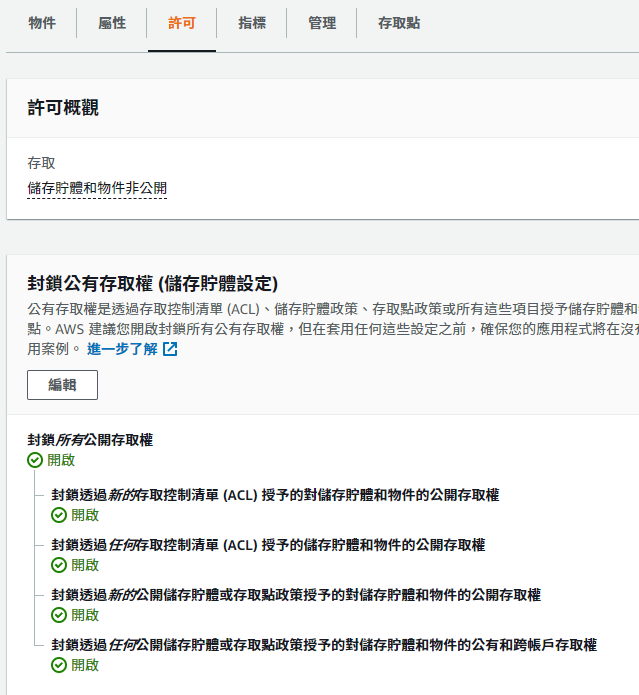 物件 屬性 許可 指標 管理 存取點
許可概觀
存取
儲存貯體和物件非公開
封鎖公有存取權 (儲存貯體設定)
公有存取權是透過存取控制清單 (ACL)、儲存貯體政策、存取點政策或所有這些項目授予儲存貯體和
點。AWS 建議您開啟封鎖所有公有存取權，但在套用任何這些設定之前，確保您的應用程式將在沒有
用案例。 進一步了解
編輯
封鎖所有公開存取權
開啟
封鎖透過新的存取控制清單 (ACL) 授予的對儲存貯體和物件的公開存取權
開啟
封鎖透過任何存取控制清單 (ACL) 授予的儲存貯體和物件的公開存取權
開啟
封鎖透過新的公開儲存貯體或存取點政策授予的對儲存貯體和物件的公開存取權
開啟
封鎖透過任何公開儲存貯體或存取點政策授予的對儲存貯體和物件的公有和跨帳戶存取權
開啟